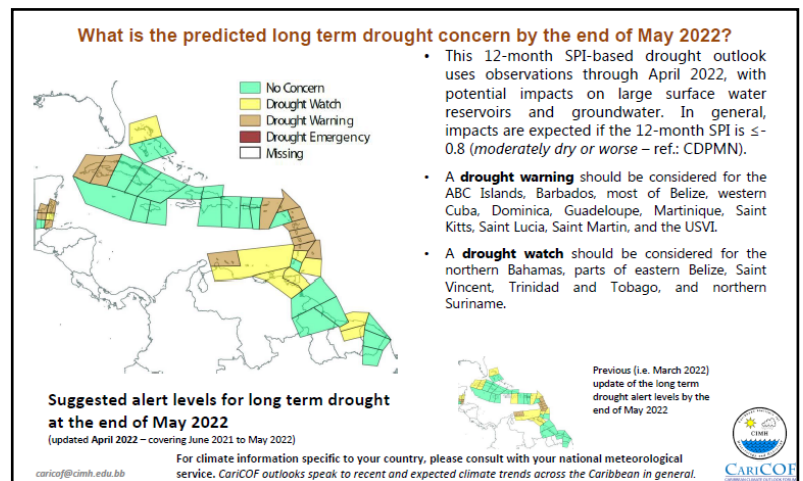 What is the predicted long term drought concern by the end of May 2022?
No Concern
Drought Watch
Drought Warning
Drought Emergency
Missing
• This 12-month SPI-based drought outlook
uses observations through April 2022, with
potential impacts on large surface water
reservoirs and groundwater. In general,
impacts are expected if the 12-month SPI is ≤-
0.8 (moderately dry or worse – ref.: CDPMN).
• A drought warning should be considered for the
ABC Islands, Barbados, most of Belize, western
Cuba, Dominica, Guadeloupe, Martinique, Saint
Kitts, Saint Lucia, Saint Martin, and the USVI.
• A drought watch should be considered for the
northern Bahamas, parts of eastern Belize, Saint
Vincent, Trinidad and Tobago, and northern
Suriname.
Previous (i.e. March 2022)
update of the long term
drought alert levels by the
end of May 2022
Suggested alert levels for long term drought
at the end of May 2022
(updated April 2022 – covering June 2021 to May 2022)
For climate information specific to your country, please consult with your national meteorological
service. CariCOF outlooks speak to recent and expected climate trends across the Caribbean in general.
caricof@cimh.edu.bb
CIMH
CARICOF
CARIBBEAN CLIMATE OUTLOOK FORUM